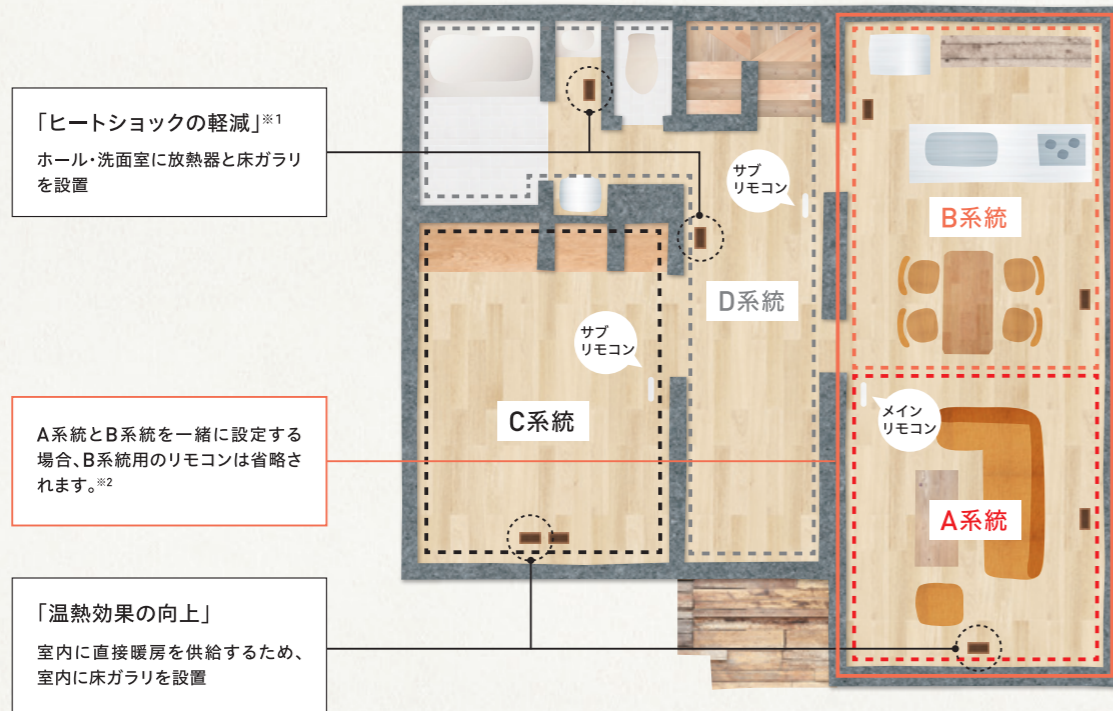 「ヒートショックの軽減」※1
ホール・洗面室に放熱器と床ガラリ
を設置
A系統とB系統を一緒に設定する
場合、B系統用のリモコンは省略さ
れます。※2
「温熱効果の向上」
室内に直接暖房を供給するため、
室内に床ガラリを設置
サブ
リモコン
B系統
D系統
サブ
リモコン
C系統
メイン
リモコン
A系統